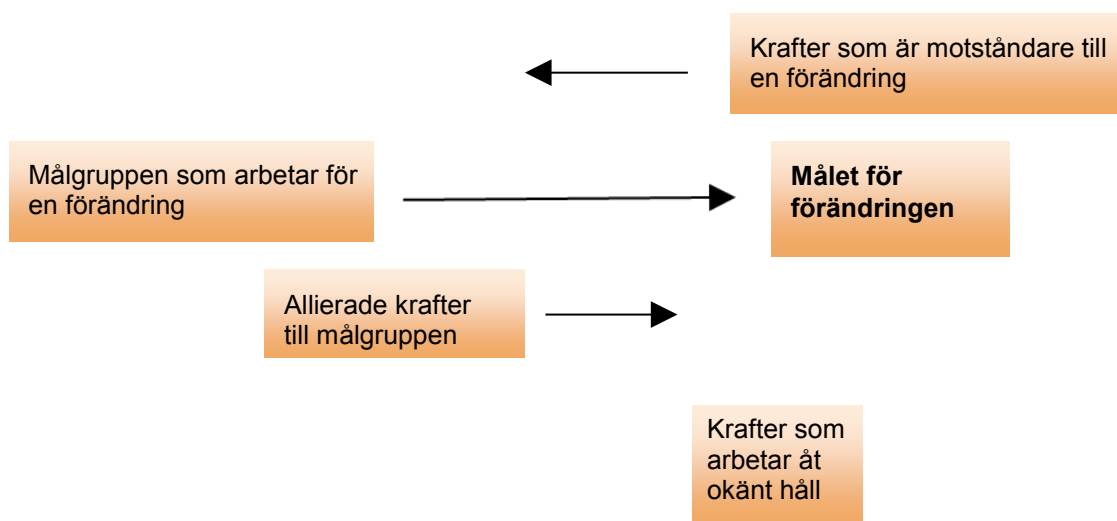 Krafter som är motståndare till
en förändring
Målgruppen som arbetar för
en förändring
Målet för
förändringen
Allierade krafter
till målgruppen
Krafter som
arbetar åt
okänt håll